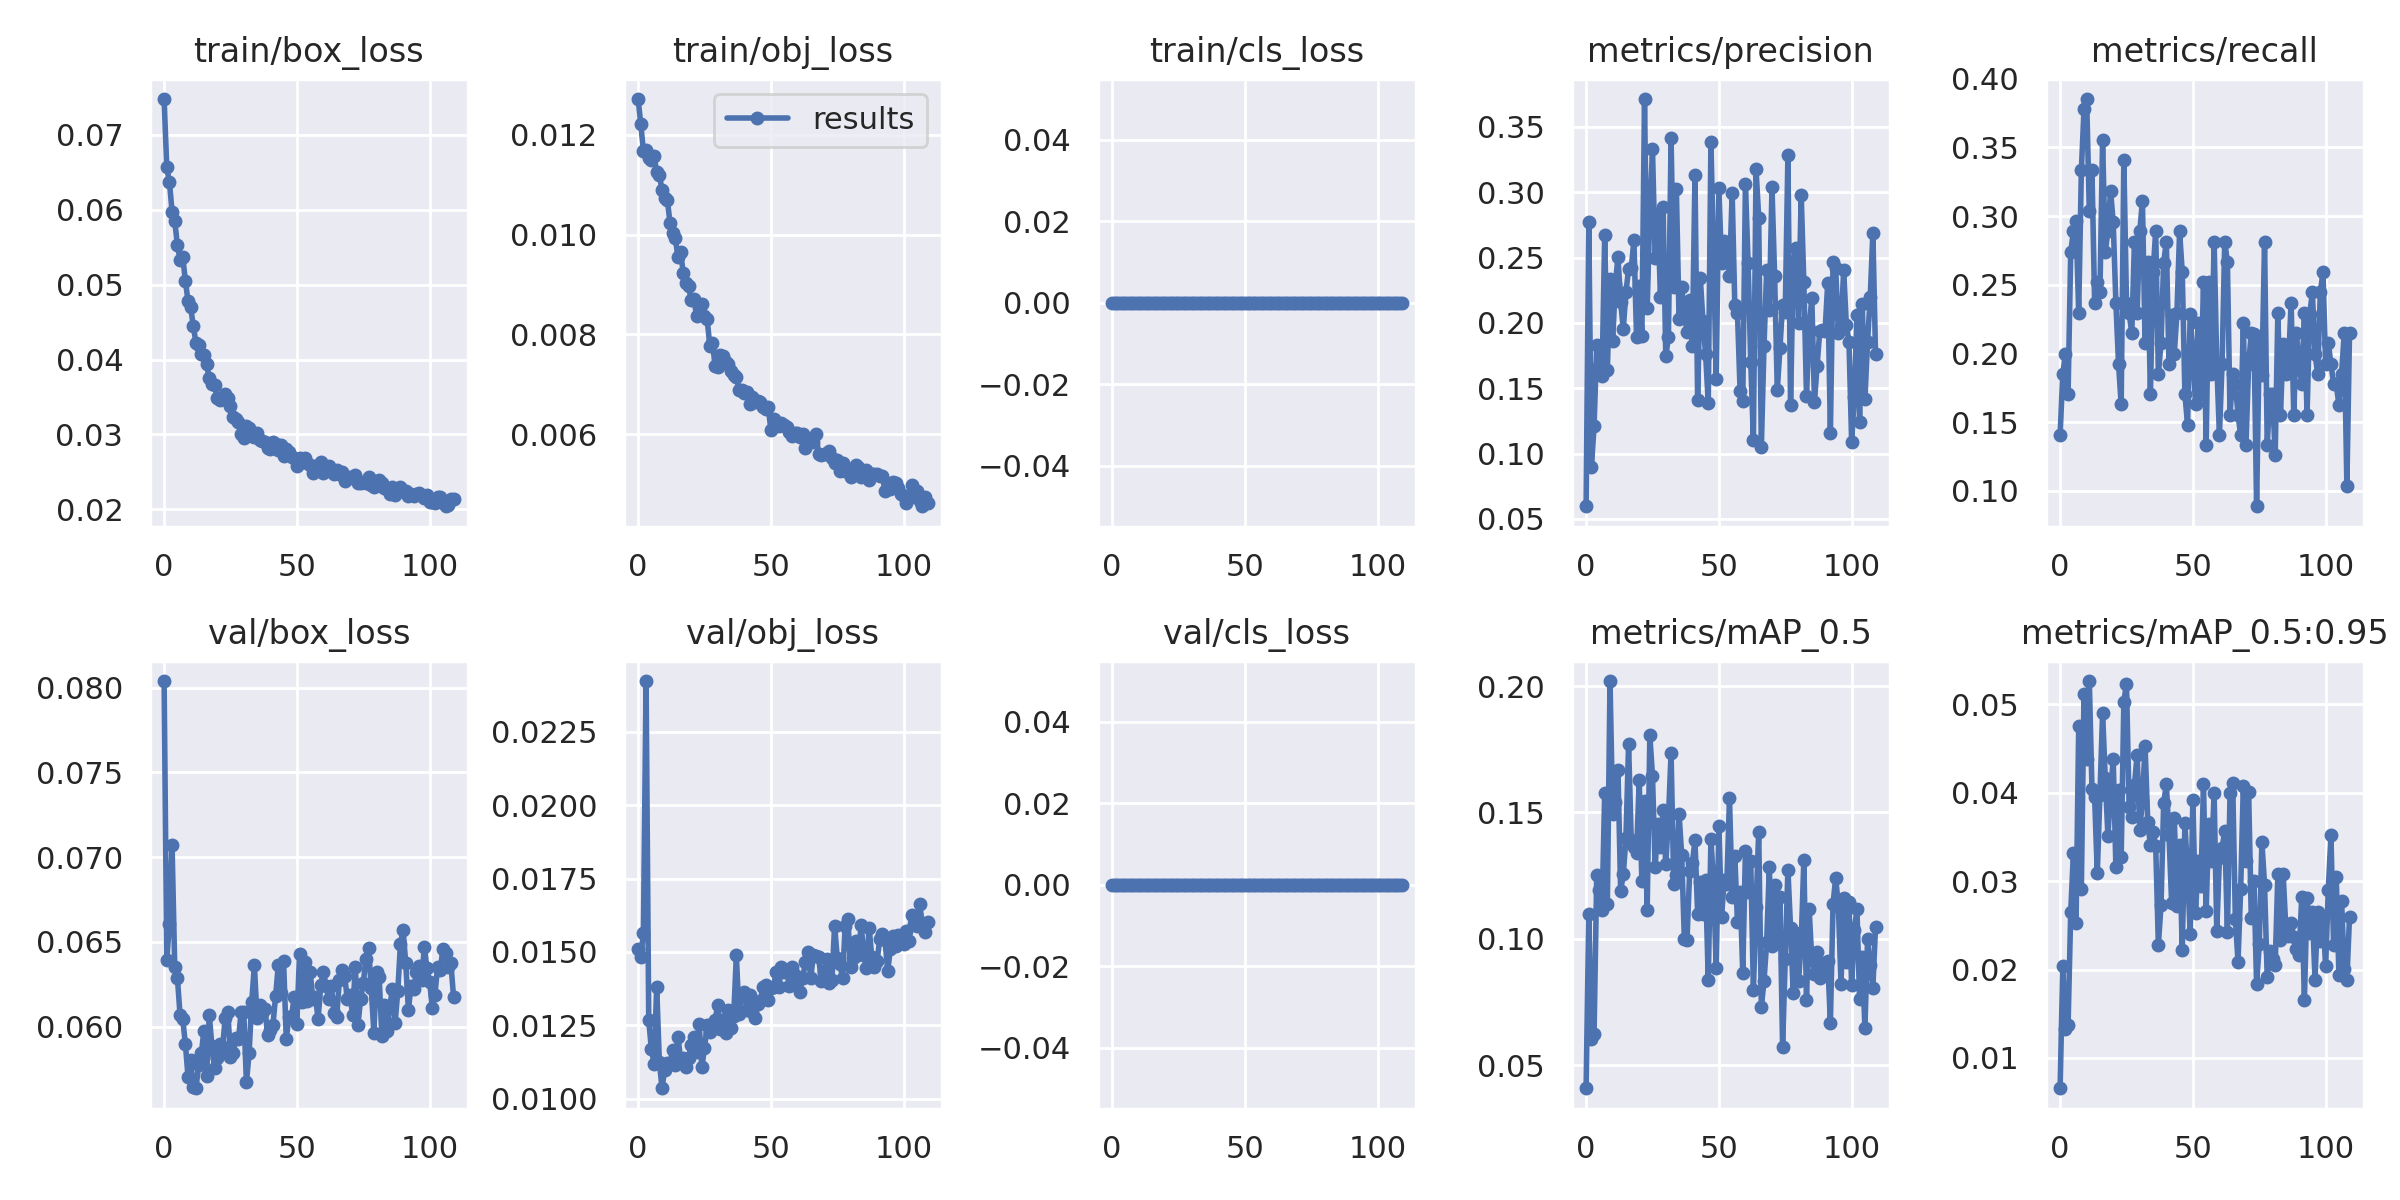 train/box_loss
0.07
0.06
0.05
0.04
0.03
0.02
0 50 100
train/obj_loss
results
0.012
0.010
0.008
0.006
0 50 100
train/cls_loss
0.04
0.02
0.00
−0.02
−0.04
0 50 100
metrics/precision
0.35
0.30
0.25
0.20
0.15
0.10
0.05
0 50 100
metrics/recall
0.40
0.35
0.30
0.25
0.20
0.15
0.10
0 50 100
val/box_loss
0.080
0.075
0.070
0.065
0.060
0 50 100
val/obj_loss
0.0225
0.0200
0.0175
0.0150
0.0125
0.0100
0 50 100
val/cls_loss
0.04
0.02
0.00
−0.02
−0.04
0 50 100
metrics/mAP_0.5
0.20
0.15
0.10
0.05
0 50 100
metrics/mAP_0.5:0.95
0.05
0.04
0.03
0.02
0.01
0 50 100